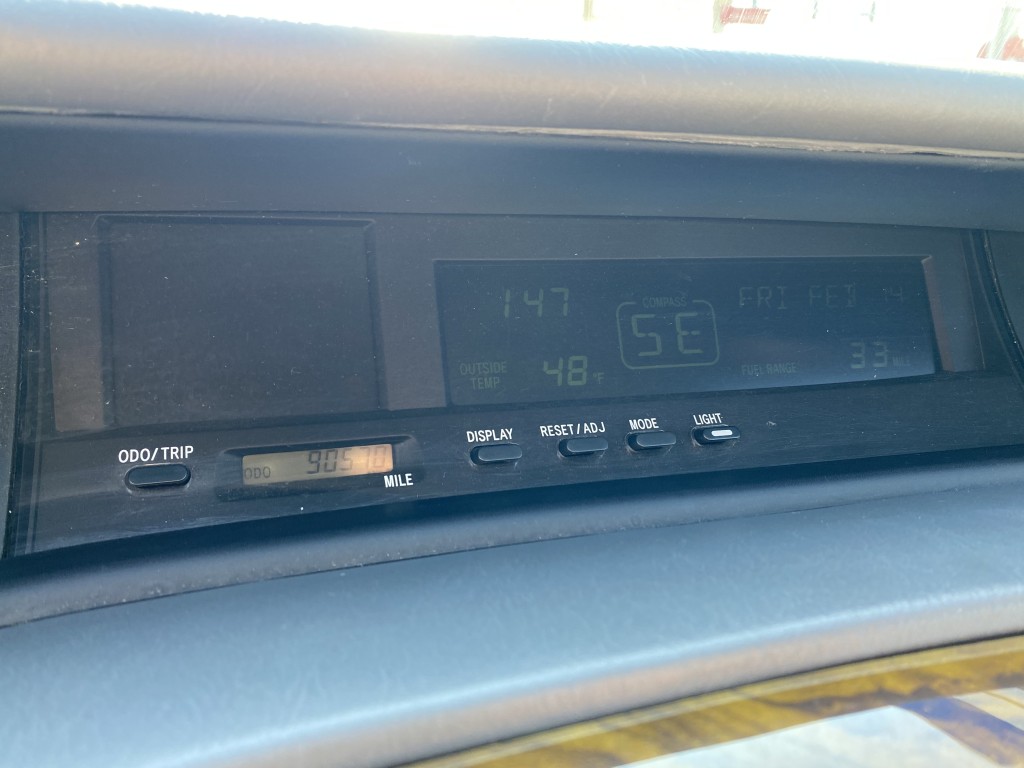 1:47
COMPASS
SE
FRI FEB 14
OUTSIDE
TEMP
48 °F
FUEL RANGE
33 MILE
ODO/TRIP
ODO
MILE
DISPLAY
RESET/ADJ
MODE
LIGHT